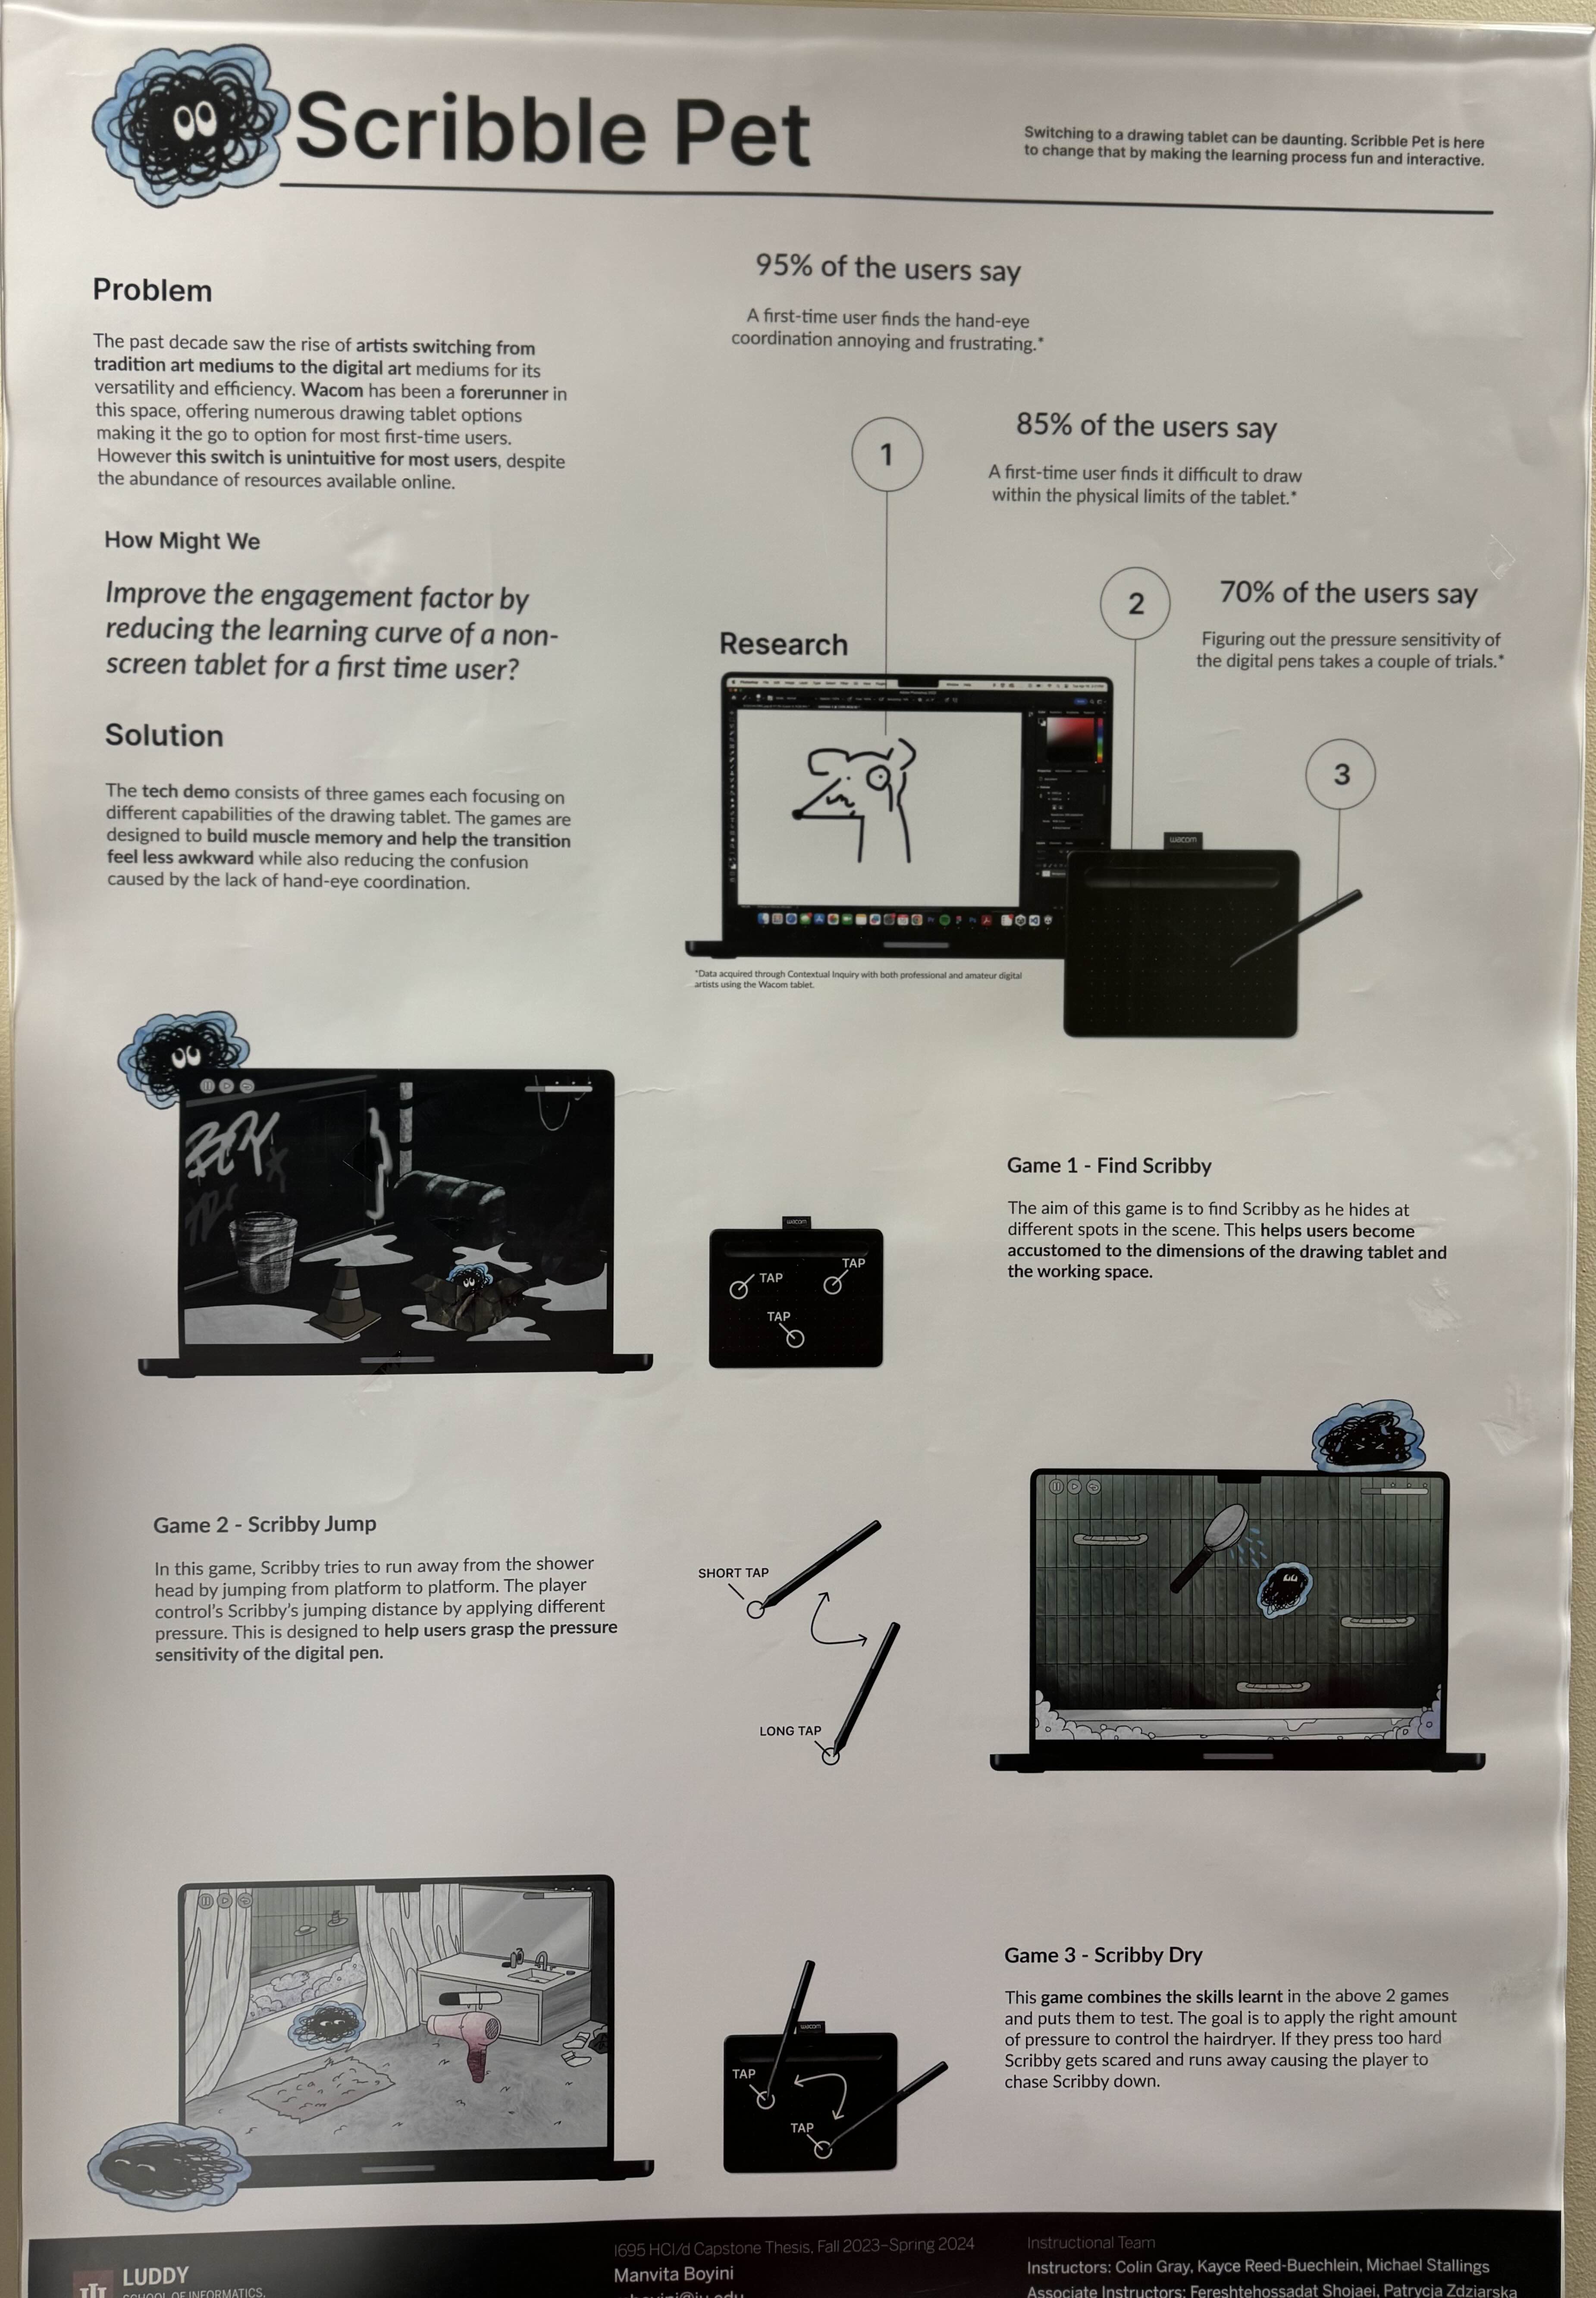 Scribble Pet
Switching to a drawing tablet can be daunting. Scribble Pet is here
to change that by making the learning process fun and interactive.
Problem
The past decade saw the rise of artists switching from
tradition art mediums to the digital art mediums for its
versatility and efficiency. Wacom has been a forerunner in
this space, offering numerous drawing tablet options
making it the go to option for most first-time users.
However this switch is unintuitive for most users, despite
the abundance of resources available online.
How Might We
Improve the engagement factor by
reducing the learning curve of a non-
screen tablet for a first time user?
Solution
The tech demo consists of three games each focusing on
different capabilities of the drawing tablet. The games are
designed to build muscle memory and help the transition
feel less awkward while also reducing the confusion
caused by the lack of hand-eye coordination.
95% of the users say
A first-time user finds the hand-eye
coordination annoying and frustrating.*
1
85% of the users say
A first-time user finds it difficult to draw
within the physical limits of the tablet.*
2
70% of the users say
Figuring out the pressure sensitivity of
the digital pens takes a couple of trials.*
3
Research
wacom
*Data acquired through Contextual Inquiry with both professional and amateur digital
artists using the Wacom tablet.
wacom
TAP
TAP
TAP
Game 1 - Find Scribby
The aim of this game is to find Scribby as he hides at
different spots in the scene. This helps users become
accustomed to the dimensions of the drawing tablet and
the working space.
Game 2 - Scribby Jump
In this game, Scribby tries to run away from the shower
head by jumping from platform to platform. The player
control's Scribby's jumping distance by applying different
pressure. This is designed to help users grasp the pressure
sensitivity of the digital pen.
SHORT TAP
LONG TAP
wacom
TAP
TAP
Game 3 - Scribby Dry
This game combines the skills learnt in the above 2 games
and puts them to test. The goal is to apply the right amount
of pressure to control the hairdryer. If they press too hard
Scribby gets scared and runs away causing the player to
chase Scribby down.
LUDDY
SCHOOL OF INFORMATICS,
I695 HCI/d Capstone Thesis, Fall 2023–Spring 2024
Manvita Boyini
Instructional Team
Instructors: Colin Gray, Kayce Reed-Buechlein, Michael Stallings
Associate Instructors: Fereshtehossadat Shojaei, Patrycja Zdziarska